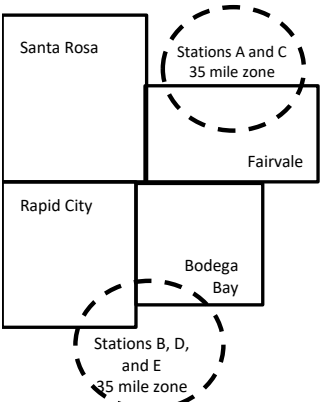 Santa Rosa
Stations A and C
35 mile zone
Fairvale
Rapid City
Bodega
Bay
Stations B, D,
and E
35 mile zone